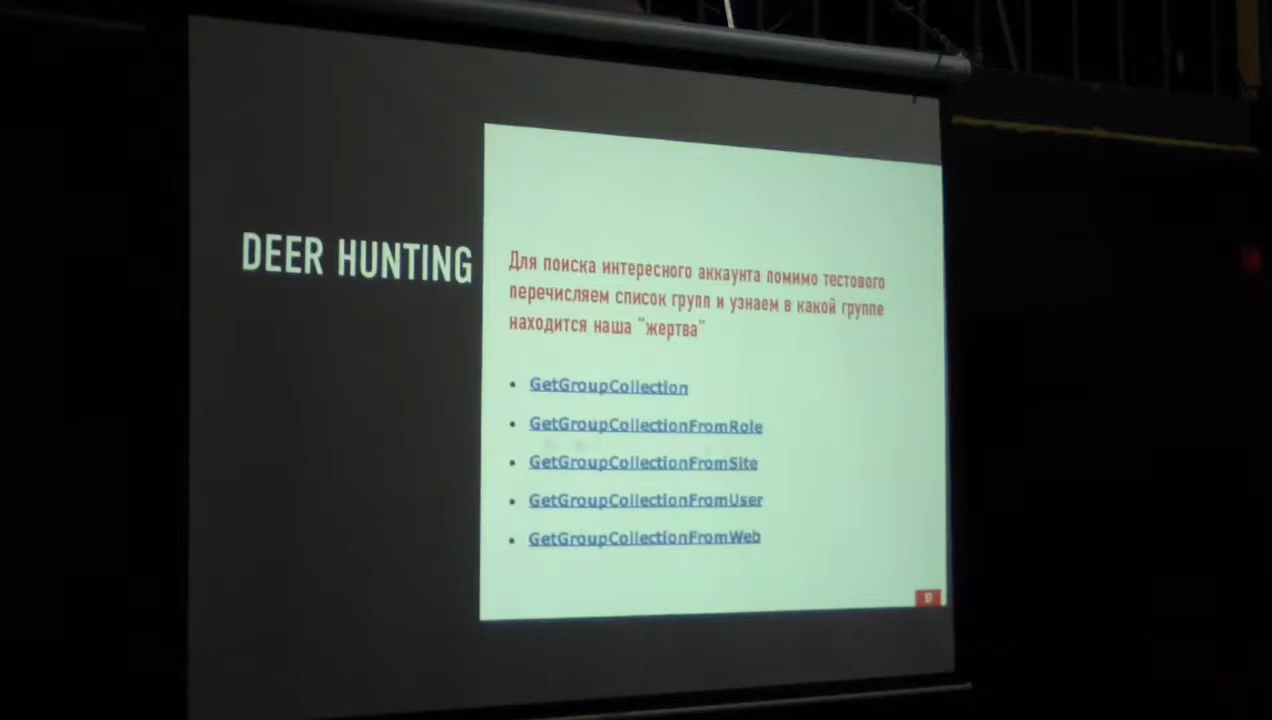 DEER HUNTING
Для поиска интересного аккаунта помимо тестового
перечисляем список групп и узнаем в какой группе
находится наша “жертва”
• GetGroupCollection
• GetGroupCollectionFromRole
• GetGroupCollectionFromSite
• GetGroupCollectionFromUser
• GetGroupCollectionFromWeb